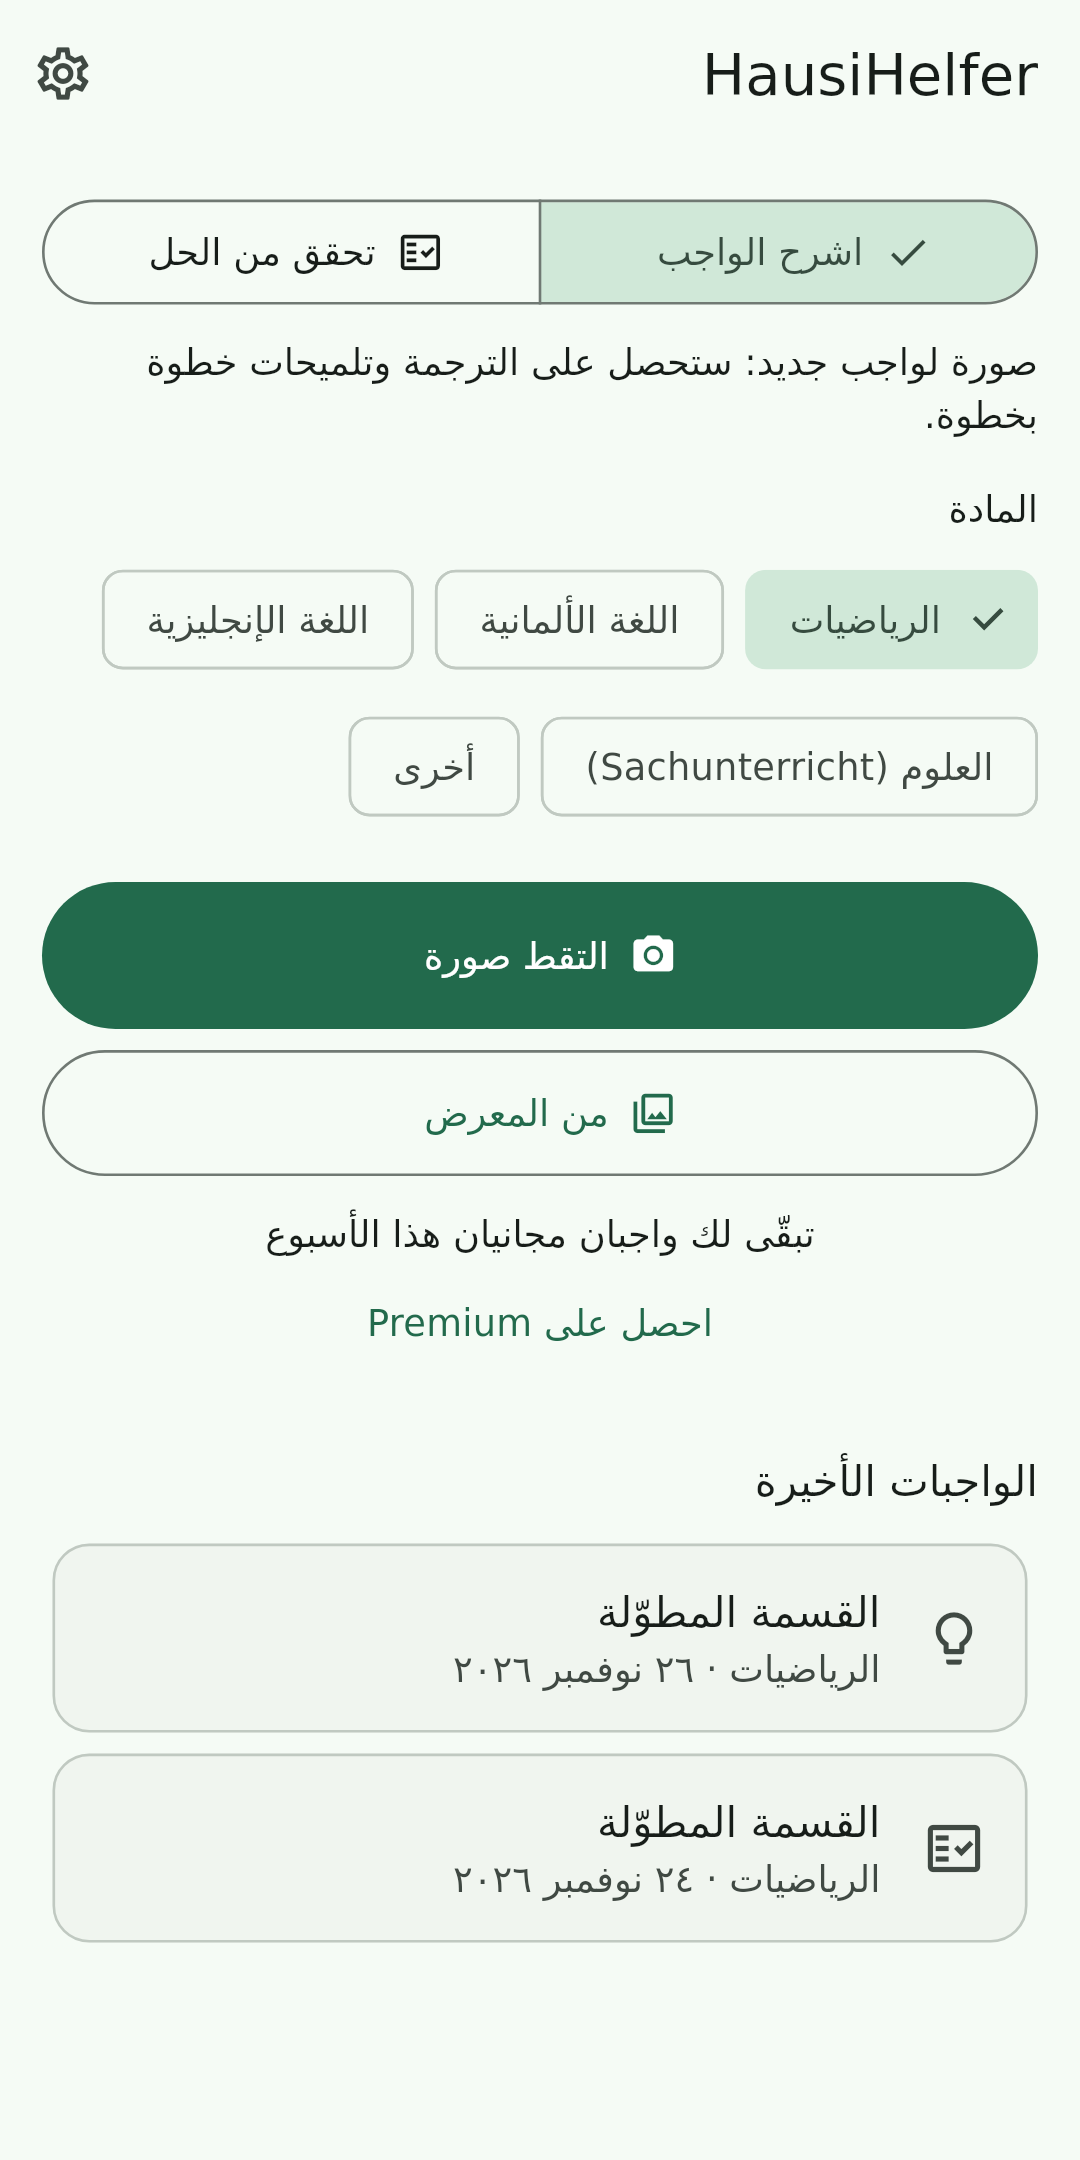 HausiHelfer
اشرح الواجب
تحقق من الحل
صورة لواجب جديد: ستحصل على الترجمة وتلميحات خطوة
بخطوة.
المادة
الرياضيات
اللغة الألمانية
اللغة الإنجليزية
العلوم (Sachunterricht)
أخرى
التقط صورة
من المعرض
تبقّى لك واجبان مجانيان هذا الأسبوع
احصل على Premium
الواجبات الأخيرة
القسمة المطوّلة
الرياضيات · ٢٦ نوفمبر ٢٠٢٦
القسمة المطوّلة
الرياضيات · ٢٤ نوفمبر ٢٠٢٦